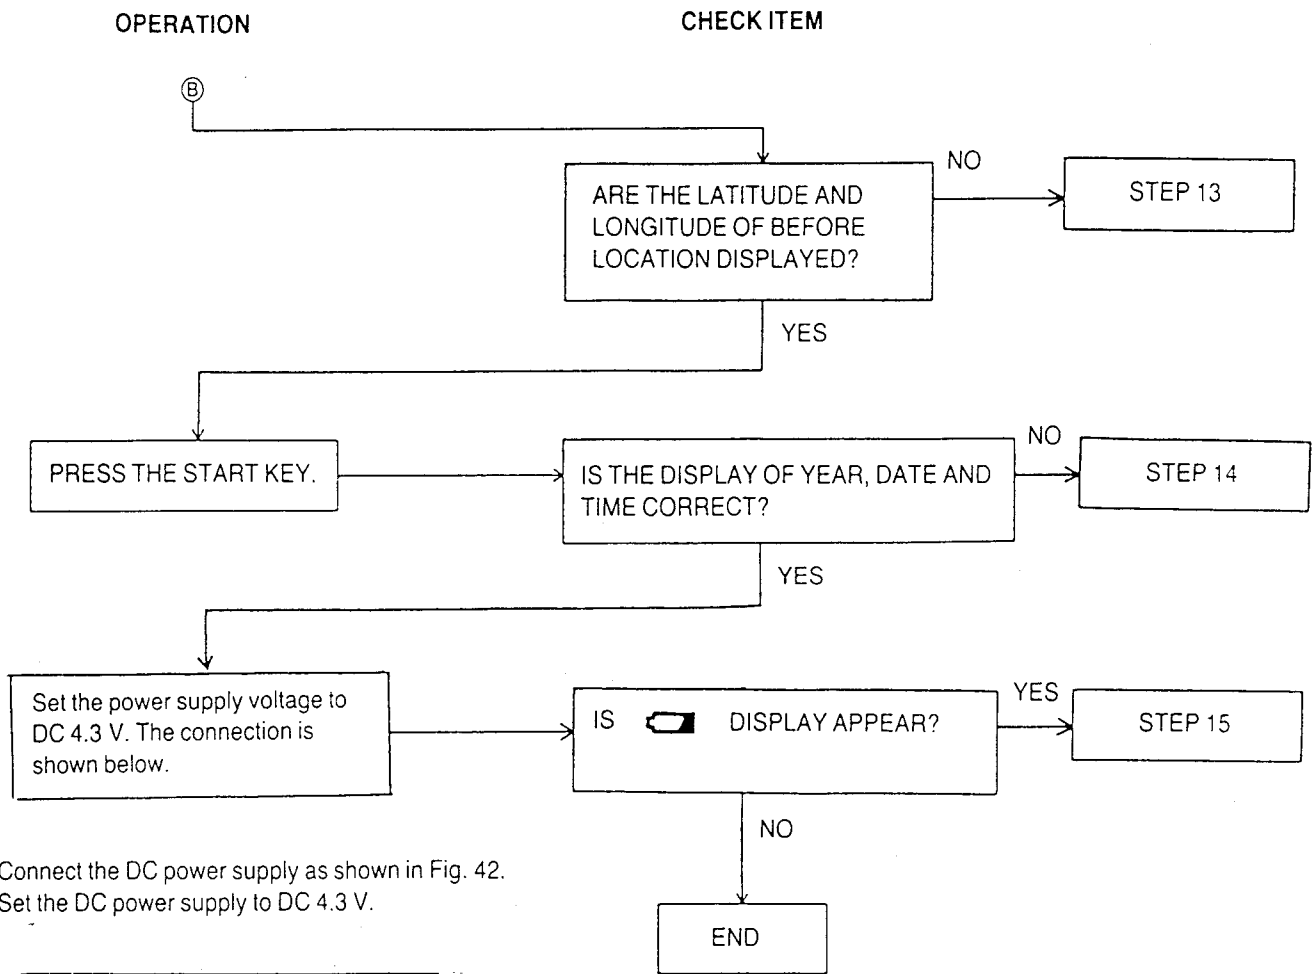 OPERATION
CHECK ITEM
B
ARE THE LATITUDE AND
LONGITUDE OF BEFORE
LOCATION DISPLAYED?
NO
STEP 13
YES
PRESS THE START KEY.
IS THE DISPLAY OF YEAR, DATE AND
TIME CORRECT?
NO
STEP 14
YES
Set the power supply voltage to
DC 4.3 V. The connection is
shown below.
IS DISPLAY APPEAR?
YES
STEP 15
NO
END
Connect the DC power supply as shown in Fig. 42.
Set the DC power supply to DC 4.3 V.